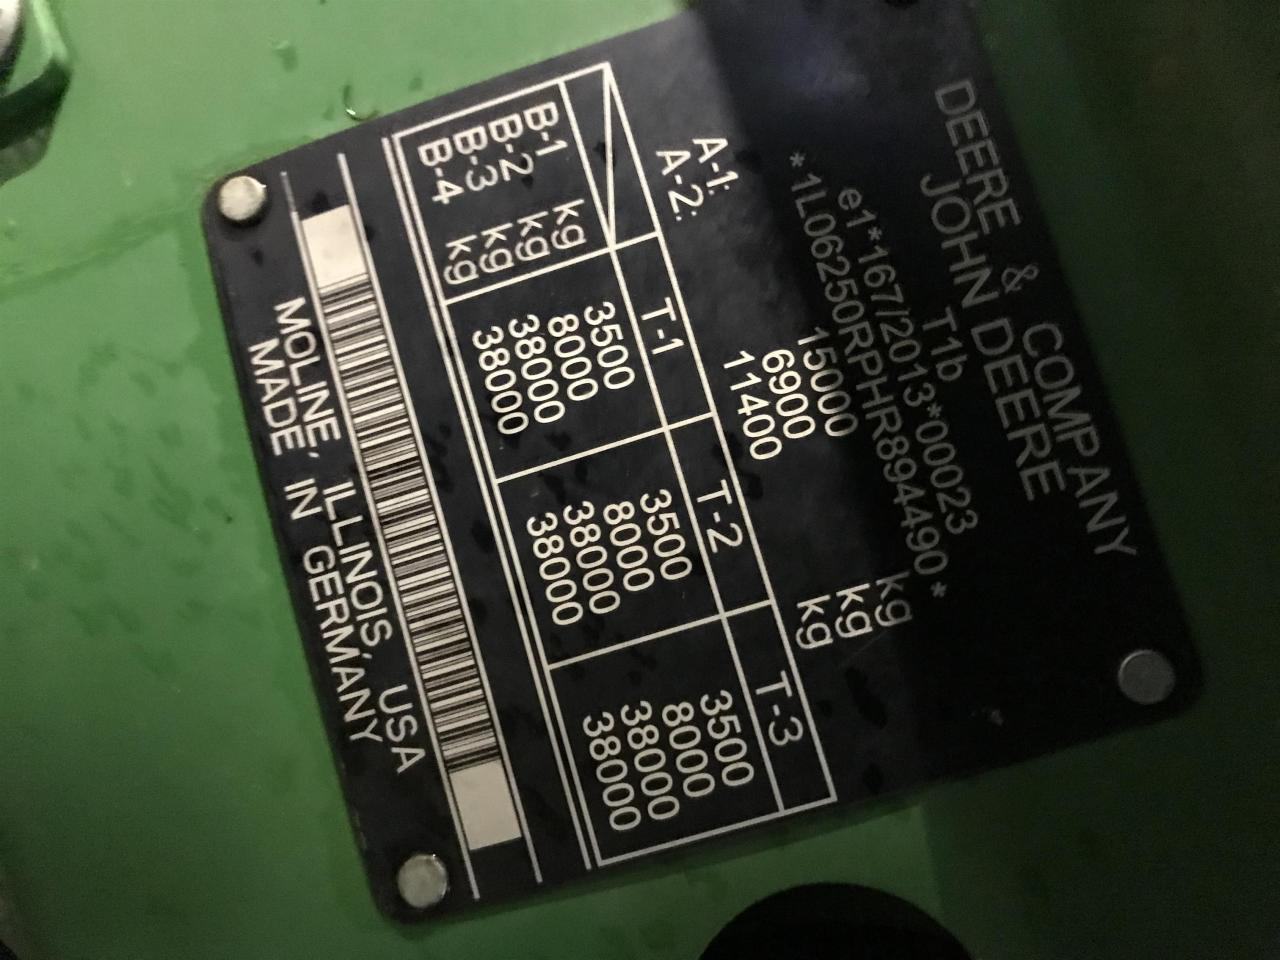 DEERE & COMPANY
JOHN DEERE
T1b
e1*167/2013*00023
*1L06250RPHR894490*
15000 kg
A-1: 6900 kg
A-2: 11400 kg
T-1 T-2 T-3
B-1 kg 3500 3500 3500
B-2 kg 8000 8000 8000
B-3 kg 38000 38000 38000
B-4 kg 38000 38000 38000
MOLINE, ILLINOIS, USA
MADE IN GERMANY